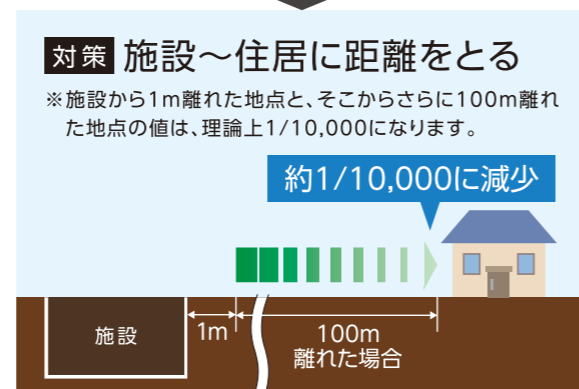 対策 施設～住居に距離をとる
※施設から1m離れた地点と、そこからさらに100m離れ
た地点の値は、理論上1/10,000になります。
約1/10,000に減少
施設
1m
100m
離れた場合